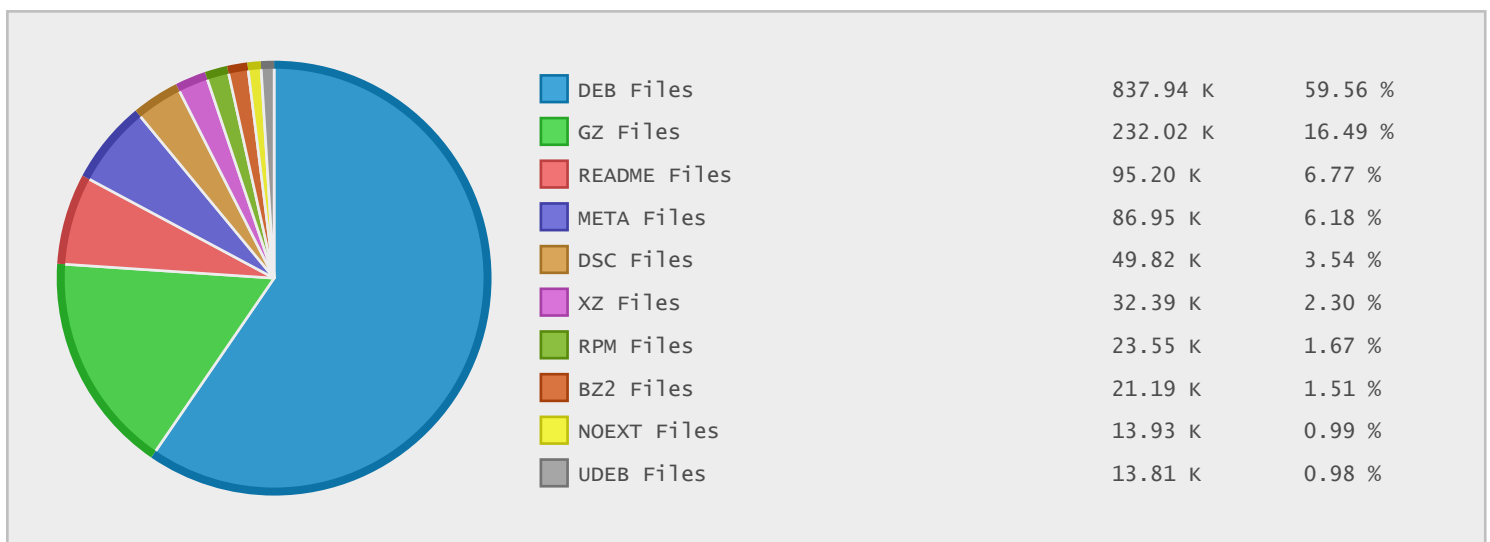 DEB Files 837.94 K 59.56 %
GZ Files 232.02 K 16.49 %
README Files 95.20 K 6.77 %
META Files 86.95 K 6.18 %
DSC Files 49.82 K 3.54 %
XZ Files 32.39 K 2.30 %
RPM Files 23.55 K 1.67 %
BZ2 Files 21.19 K 1.51 %
NOEXT Files 13.93 K 0.99 %
UDEB Files 13.81 K 0.98 %